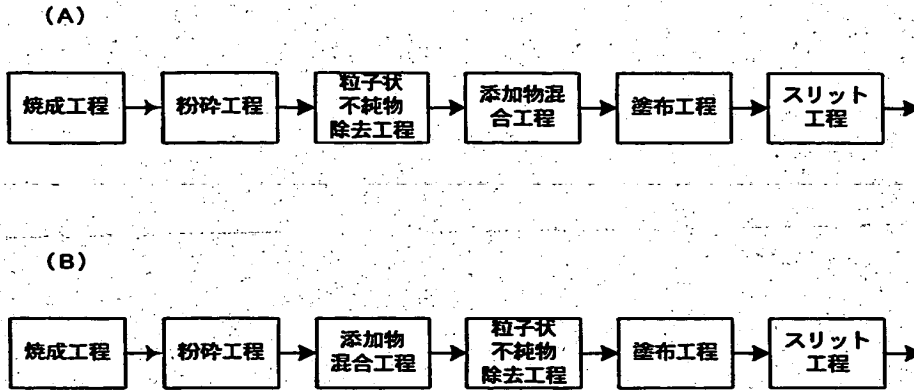 (A)
焼成工程
粉砕工程
粒子状
不純物
除去工程
添加物混
合工程
塗布工程
スリット
工程
(B)
焼成工程
粉砕工程
添加物
混合工程
粒子状
不純物
除去工程
塗布工程
スリット
工程